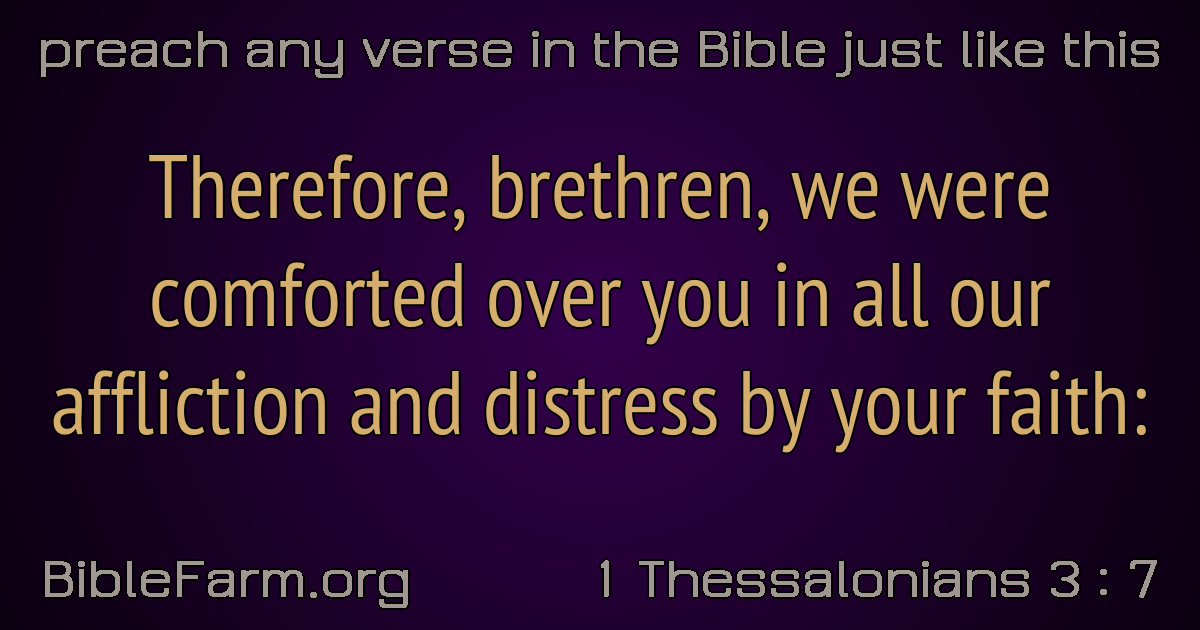 preach any verse in the Bible just like this
Therefore, brethren, we were
comforted over you in all our
affliction and distress by your faith:
BibleFarm.org
1 Thessalonians 3 : 7